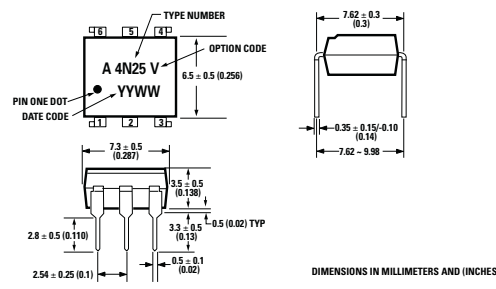 TYPE NUMBER
6 5 4
OPTION CODE
A 4N25 V
YYWW
6.5 ± 0.5 (0.256)
PIN ONE DOT
DATE CODE
1 2 3
7.62 ± 0.3
(0.3)
0.35 ± 0.15/-0.10
(0.14)
7.62 ~ 9.98
7.3 ± 0.5
(0.287)
3.5 ± 0.5
(0.138)
0.5 (0.02) TYP
2.8 ± 0.5 (0.110)
3.3 ± 0.5
(0.13)
2.54 ± 0.25 (0.1)
0.5 ± 0.1
(0.02)
DIMENSIONS IN MILLIMETERS AND (INCHES